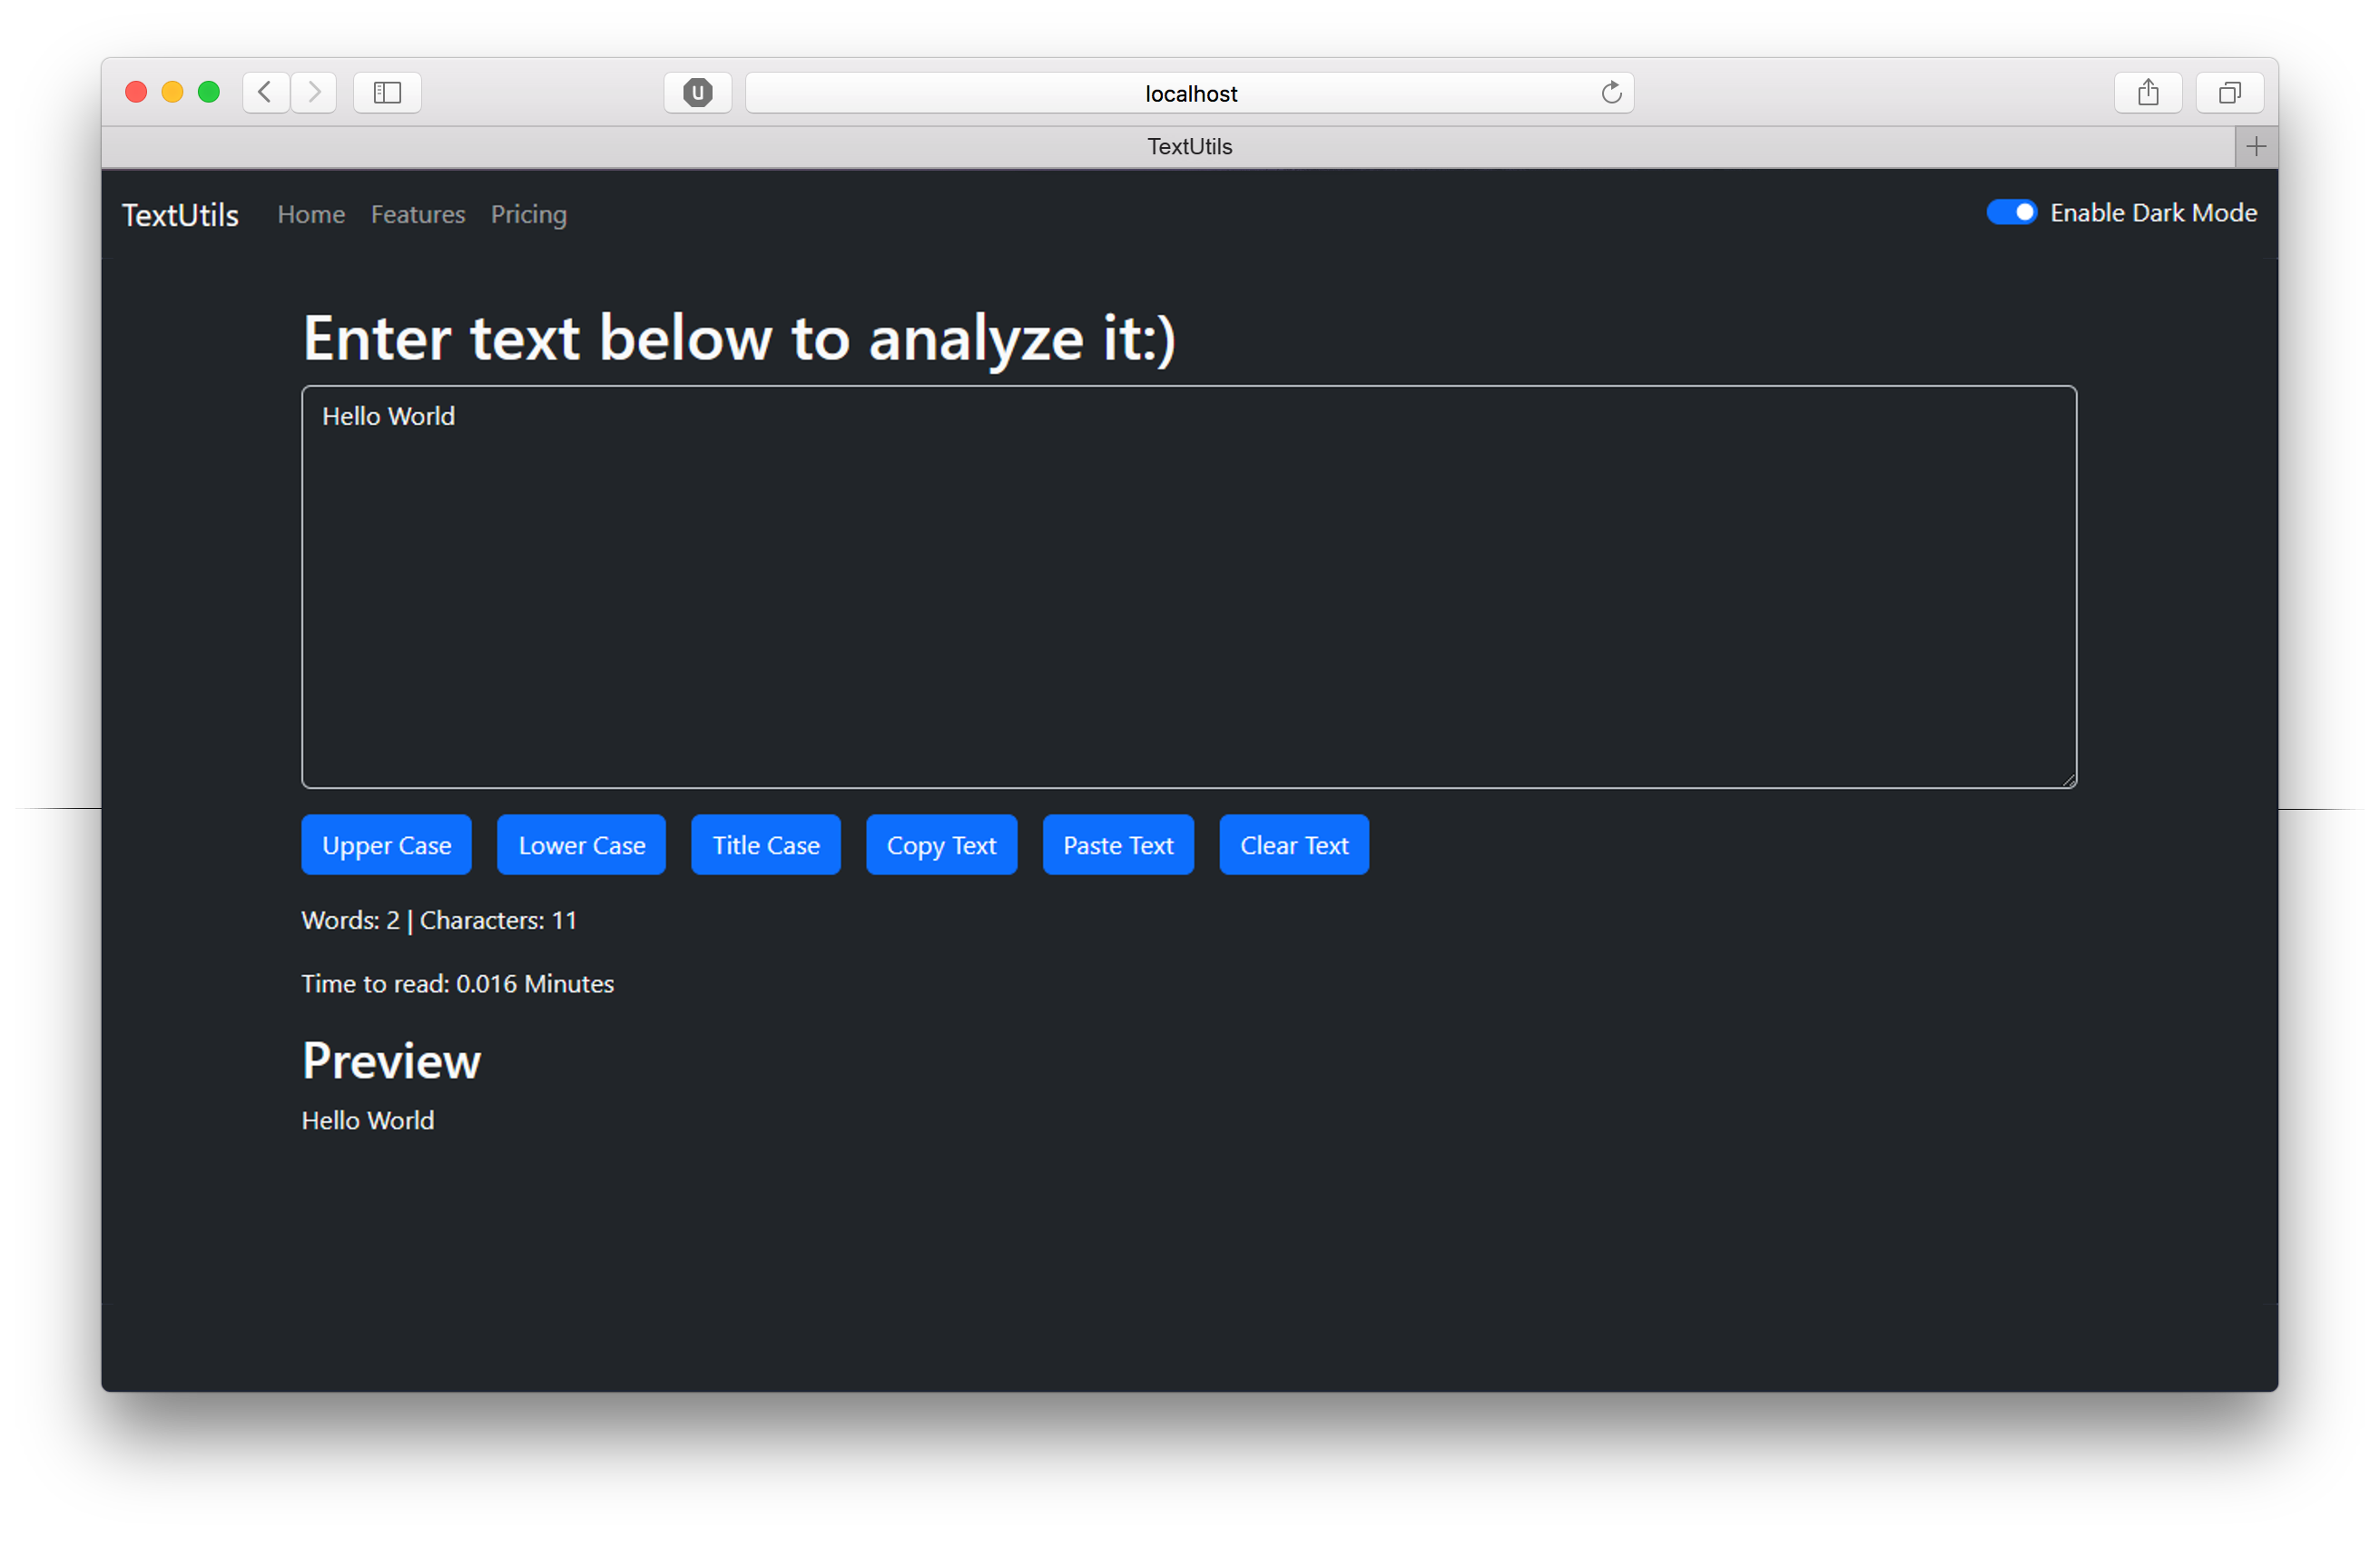 localhost
TextUtils
TextUtils Home Features Pricing Enable Dark Mode
Enter text below to analyze it:)
Hello World
Upper Case Lower Case Title Case Copy Text Paste Text Clear Text
Words: 2 | Characters: 11
Time to read: 0.016 Minutes
Preview
Hello World